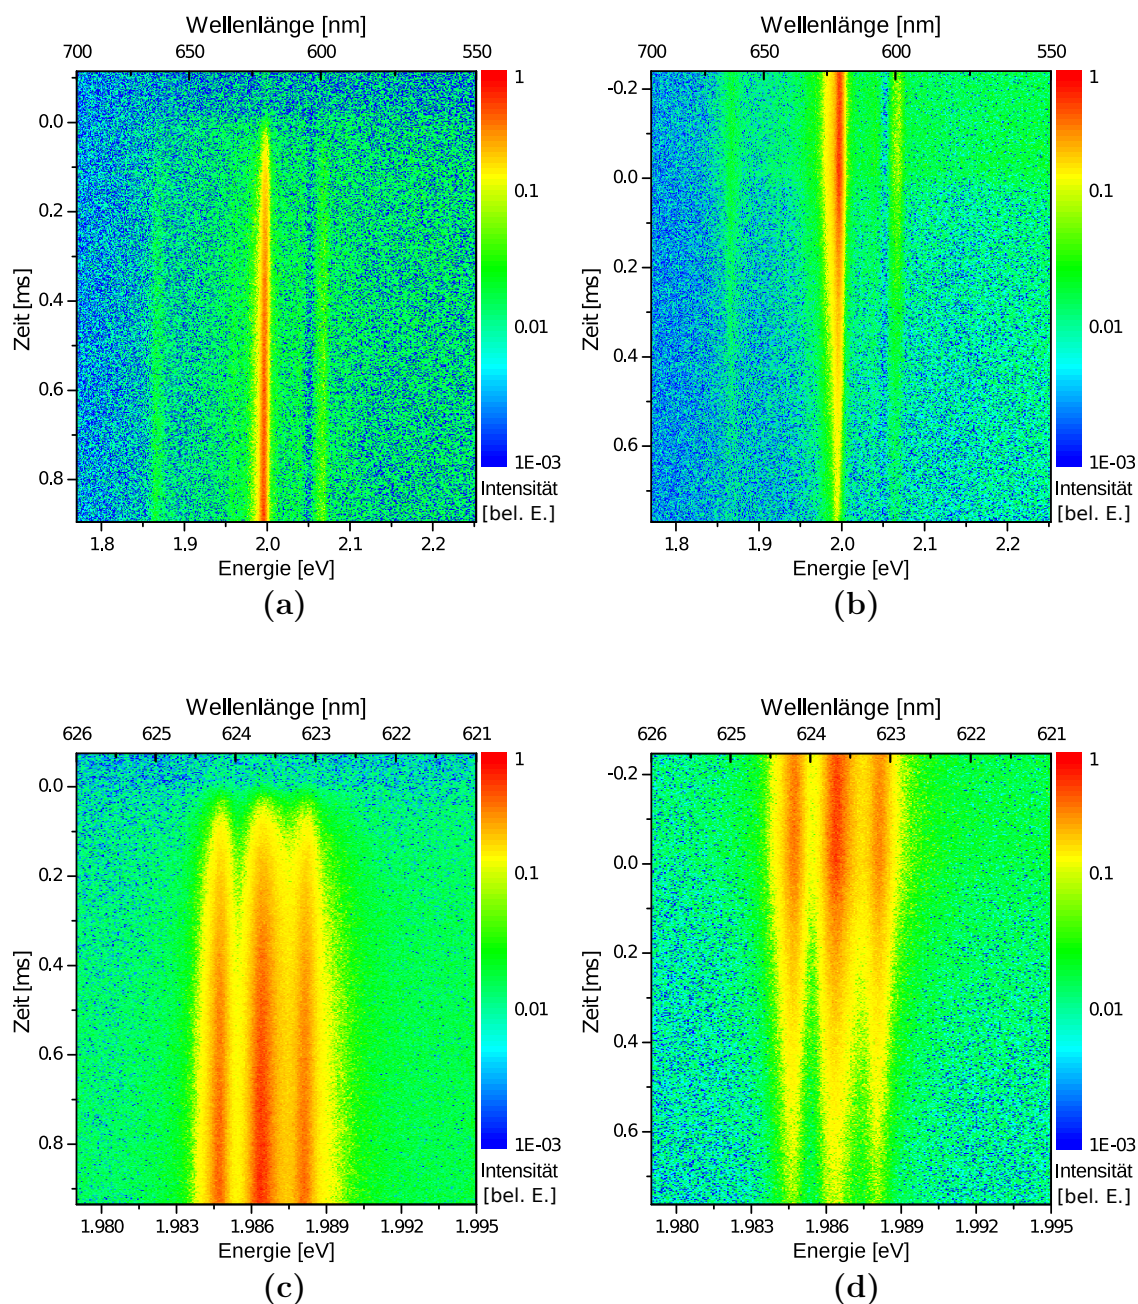 Wellenlänge [nm]
700 650 600 550
Zeit [ms]
0.0
0.2
0.4
0.6
0.8
1
0.1
0.01
1E-03
Intensität
[bel. E.]
1.8 1.9 2.0 2.1 2.2
Energie [eV]
(a)
Wellenlänge [nm]
700 650 600 550
Zeit [ms]
-0.2
0.0
0.2
0.4
0.6
1
0.1
0.01
1E-03
Intensität
[bel. E.]
1.8 1.9 2.0 2.1 2.2
Energie [eV]
(b)
Wellenlänge [nm]
626 625 624 623 622 621
Zeit [ms]
0.0
0.2
0.4
0.6
0.8
1
0.1
0.01
1E-03
Intensität
[bel. E.]
1.980 1.983 1.986 1.989 1.992 1.995
Energie [eV]
(c)
Wellenlänge [nm]
626 625 624 623 622 621
Zeit [ms]
-0.2
0.0
0.2
0.4
0.6
1
0.1
0.01
1E-03
Intensität
[bel. E.]
1.980 1.983 1.986 1.989 1.992 1.995
Energie [eV]
(d)